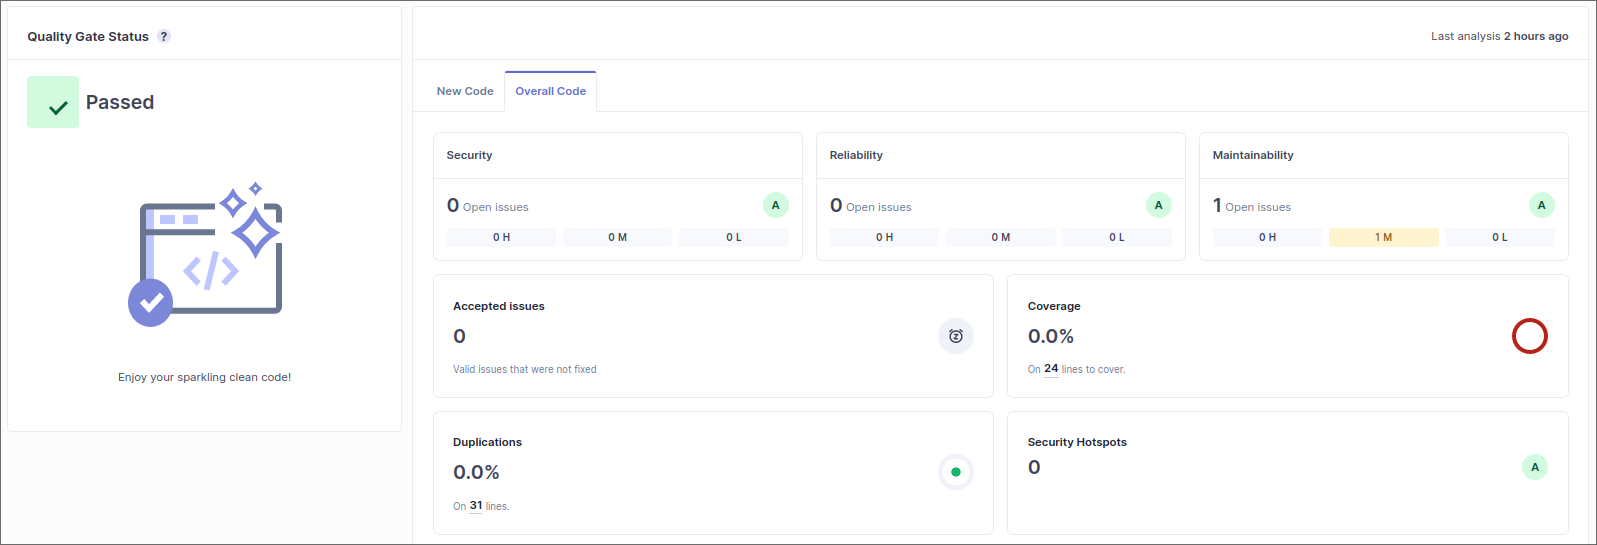 Quality Gate Status ?
Passed
</>
Enjoy your sparkling clean code!
Last analysis 2 hours ago
New Code
Overall Code
Security
0 Open issues
A
0 H
0 M
0 L
Reliability
0 Open issues
A
0 H
0 M
0 L
Maintainability
1 Open issues
A
0 H
1 M
0 L
Accepted issues
0
Valid issues that were not fixed
Coverage
0.0%
On 24 lines to cover.
Duplications
0.0%
On 31 lines.
Security Hotspots
0
A